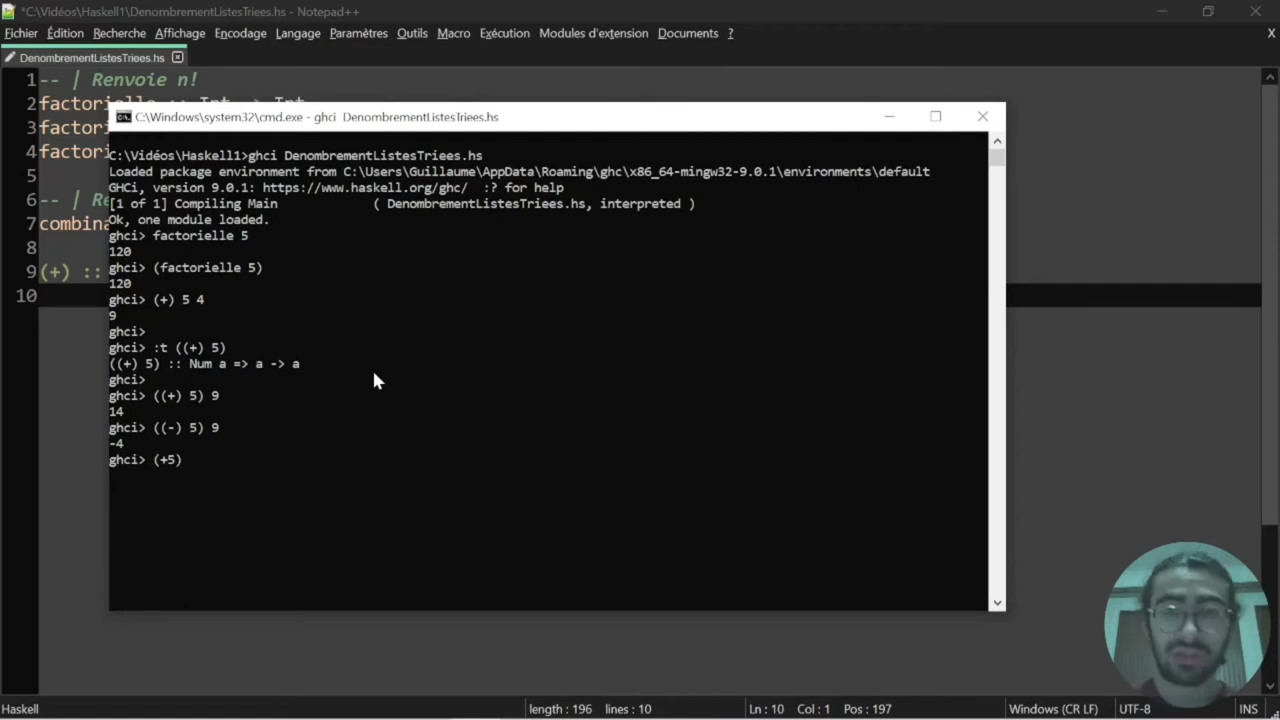 *C:\Vidéos\Haskell1\DenombrementListesTriees.hs - Notepad++
Fichier Édition Recherche Affichage Encodage Langage Paramètres Outils Macro Exécution Modules d'extension Documents ? X
DenombrementListesTriees.hs
1 -- | Renvoie n!
2 factorielle :: Int -> Int
3 factori
4 factori
5
6 -- | Re
7 combina
8
9 (+) ::
10
C:\Windows\system32\cmd.exe - ghci DenombrementListesTriees.hs
C:\Vidéos\Haskell1>ghci DenombrementListesTriees.hs
Loaded package environment from C:\Users\Guillaume\AppData\Roaming\ghc\x86_64-mingw32-9.0.1\environments\default
GHCi, version 9.0.1: https://www.haskell.org/ghc/  :? for help
[1 of 1] Compiling Main             ( DenombrementListesTriees.hs, interpreted )
Ok, one module loaded.
ghci> factorielle 5
120
ghci> (factorielle 5)
120
ghci> (+) 5 4
9
ghci>
ghci> :t ((+) 5)
((+) 5) :: Num a => a -> a
ghci>
ghci> ((+) 5) 9
14
ghci> ((-) 5) 9
-4
ghci> (+5)
Haskell length : 196 lines : 10 Ln : 10 Col : 1 Pos : 197 Windows (CR LF) UTF-8 INS